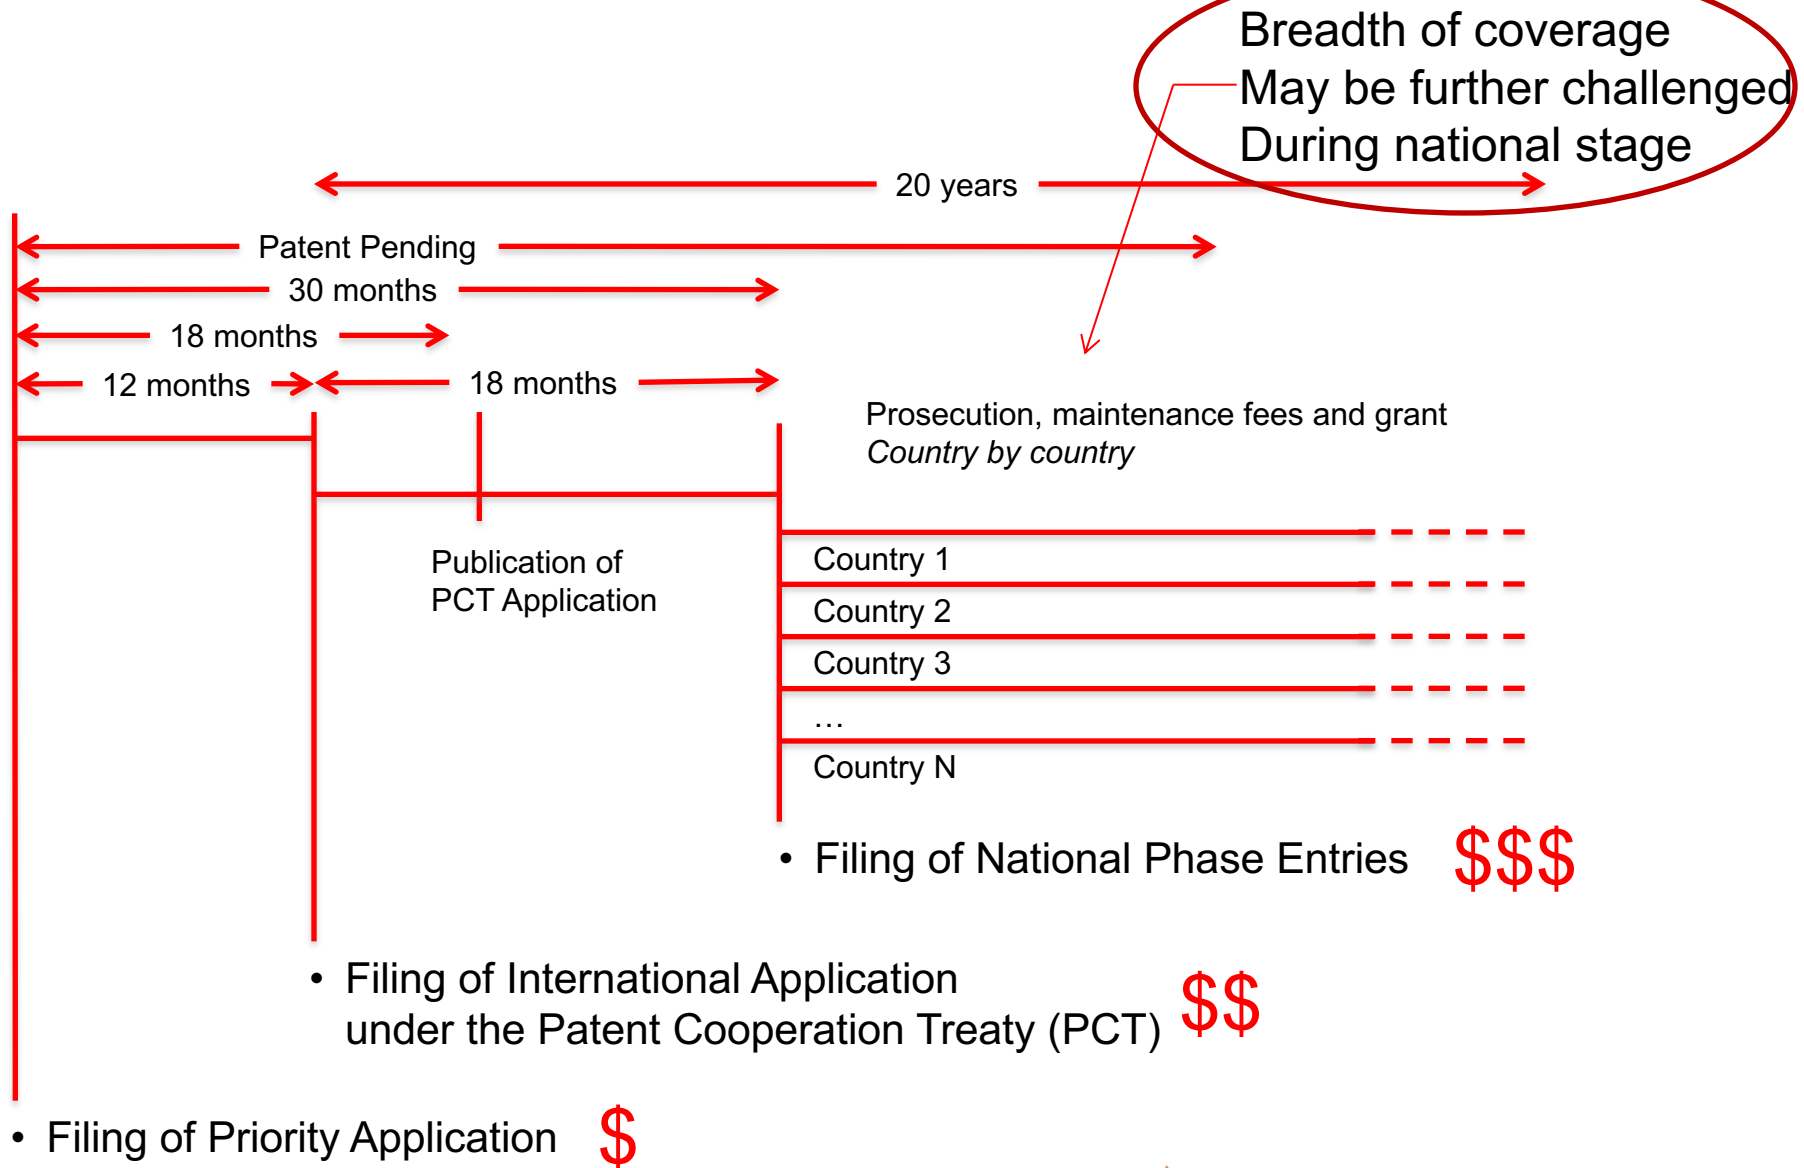 Breadth of coverage
May be further challenged
During national stage
20 years
Patent Pending
30 months
18 months
12 months
18 months
Prosecution, maintenance fees and grant
Country by country
Publication of
PCT Application
Country 1
Country 2
Country 3
…
Country N
• Filing of National Phase Entries $$$
• Filing of International Application
under the Patent Cooperation Treaty (PCT) $$
• Filing of Priority Application $